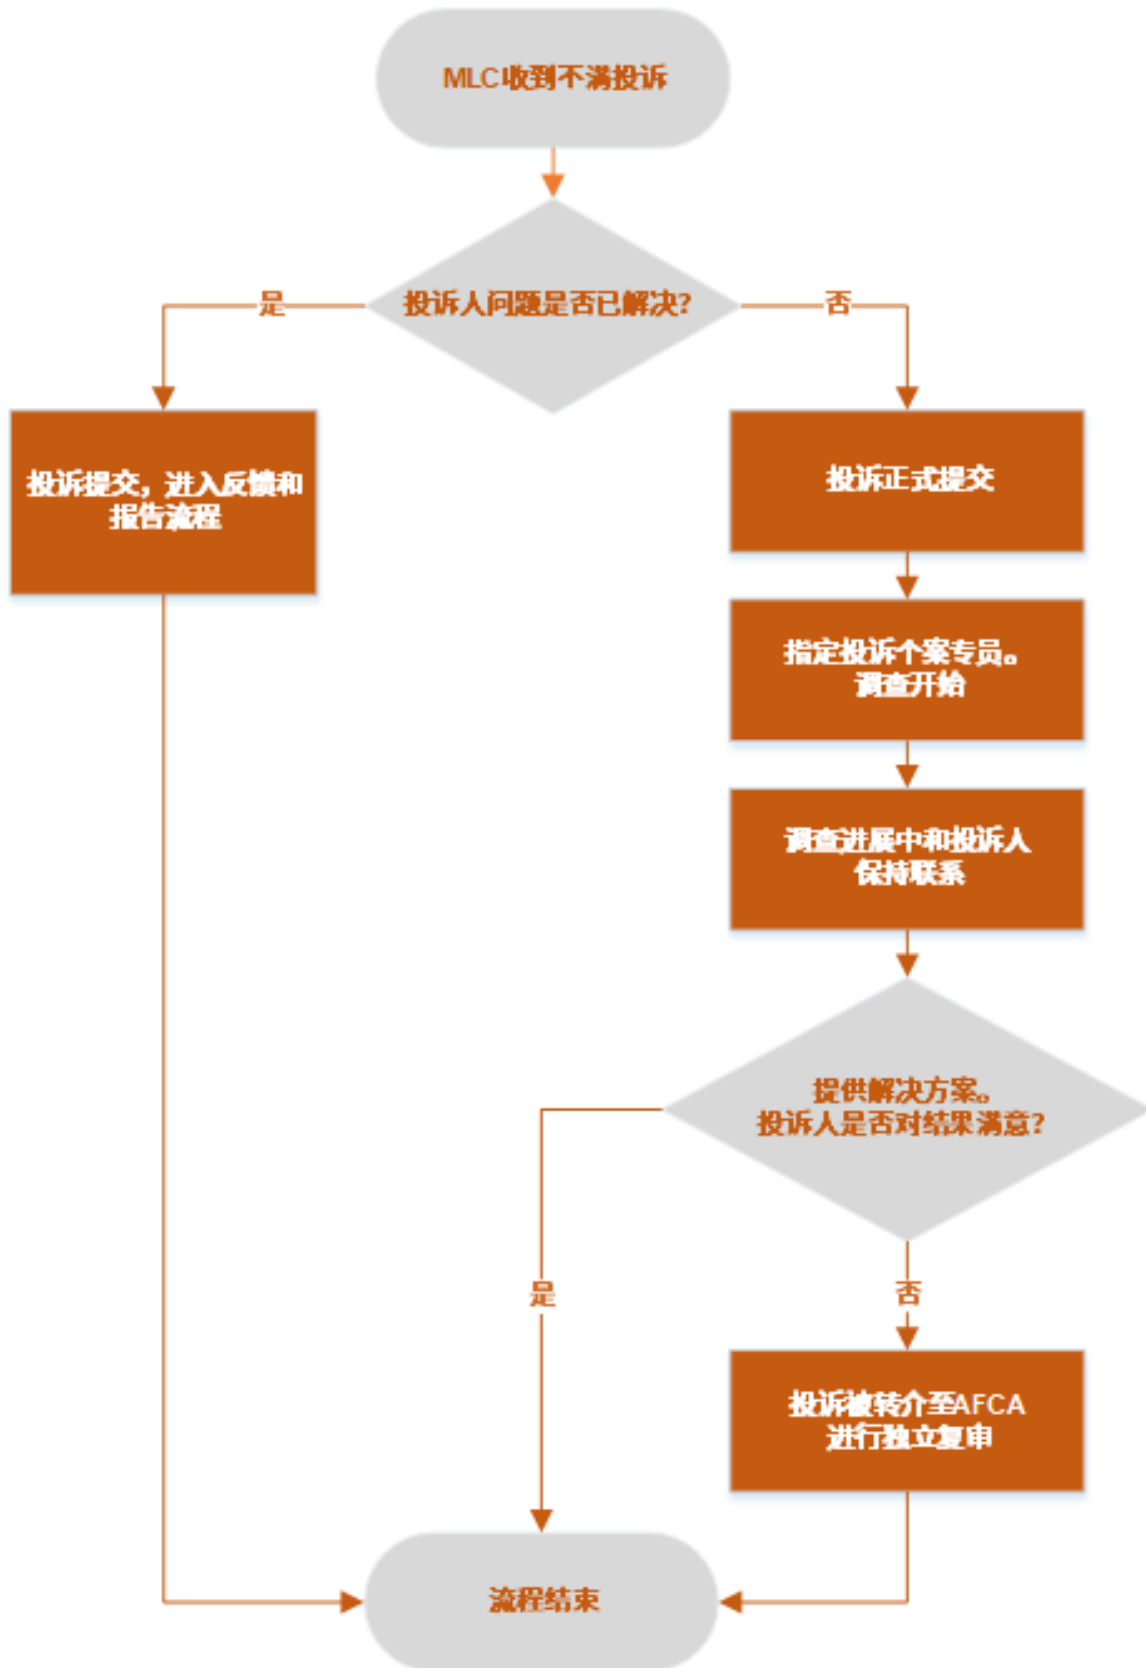 MLC收到不满投诉
投诉人问题是否已解决?
是
否
投诉提交，进入反馈和
报告流程
投诉正式提交
指定投诉个案专员。
调查开始
调查进展中和投诉人
保持联系
提供解决方案。
投诉人是否对结果满意?
是
否
投诉被转介至AFCA
进行独立复审
流程结束